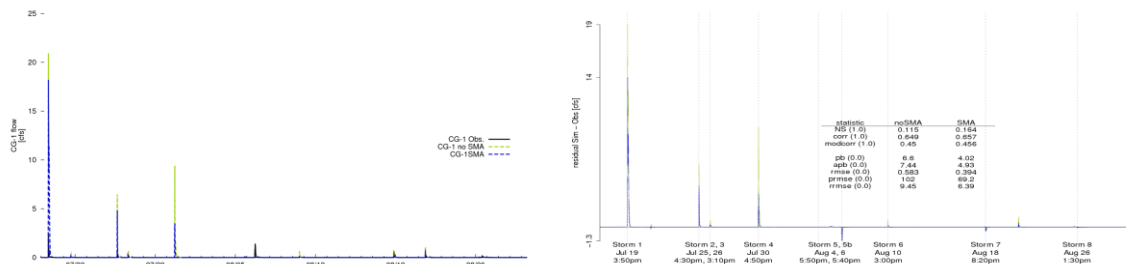 25
20
15
10
5
0
CG-1 flow
[cfs]
CG-1 Obs.
CG-1 no SMA
CG-1SMA
19
14
−1.3
residual Sim − Obs [cfs]
statistic noSMA SMA
NS (1.0) 0.115 0.164
corr (1.0) 0.649 0.657
modcorr (1.0) 0.45 0.456
pb (0.0) 6.6 4.02
apb (0.0) 7.44 4.93
rmse (0.0) 0.583 0.394
prmse (0.0) 102 69.2
rrmse (0.0) 9.45 6.39
Storm 1 Storm 2, 3 Storm 4 Storm 5, 5b Storm 6 Storm 7 Storm 8
Jul 19 Jul 25, 26 Jul 30 Aug 4, 5 Aug 10 Aug 18 Aug 26
3:50pm 4:30pm, 3:10pm 4:50pm 5:50pm, 5:40pm 3:00pm 8:20pm 1:30pm